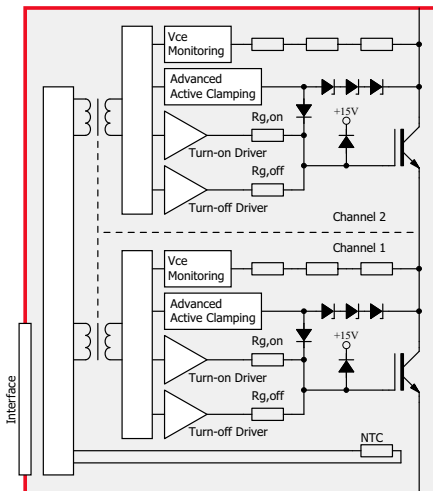 Vce
Monitoring
Advanced
Active Clamping
Rg,on
+15V
Turn-on Driver
Rg,off
Turn-off Driver
Channel 2
Channel 1
Vce
Monitoring
Advanced
Active Clamping
Rg,on
+15V
Turn-on Driver
Rg,off
Turn-off Driver
Interface
NTC